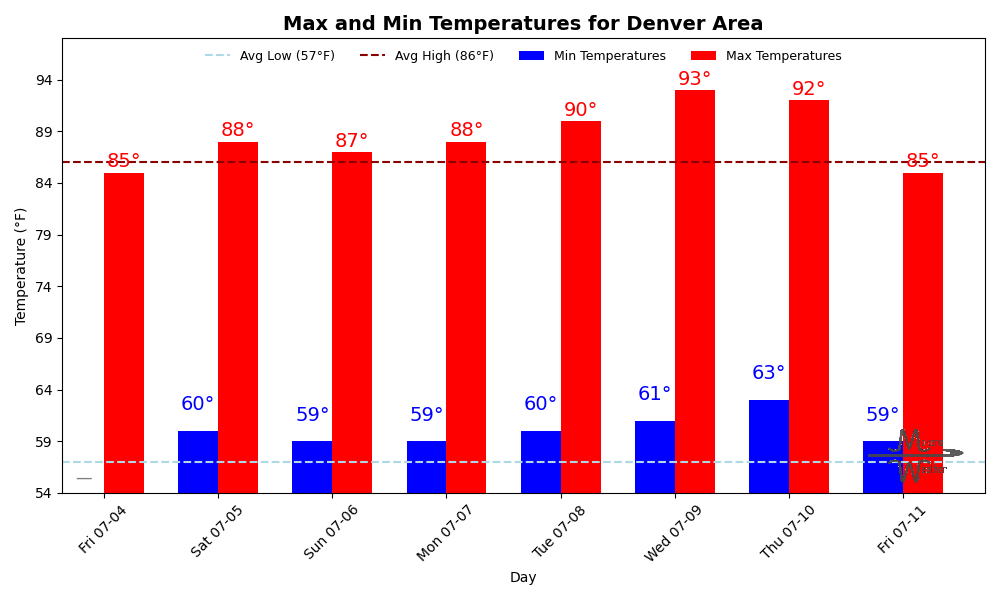 Max and Min Temperatures for Denver Area
Avg Low (57°F) Avg High (86°F) Min Temperatures Max Temperatures
94
89
84
79
74
69
64
59
54
Temperature (°F)
85° 88° 87° 88° 90° 93° 92° 85°
— 60° 59° 59° 60° 61° 63° 59°
Fri 07-04 Sat 07-05 Sun 07-06 Mon 07-07 Tue 07-08 Wed 07-09 Thu 07-10 Fri 07-11
Day